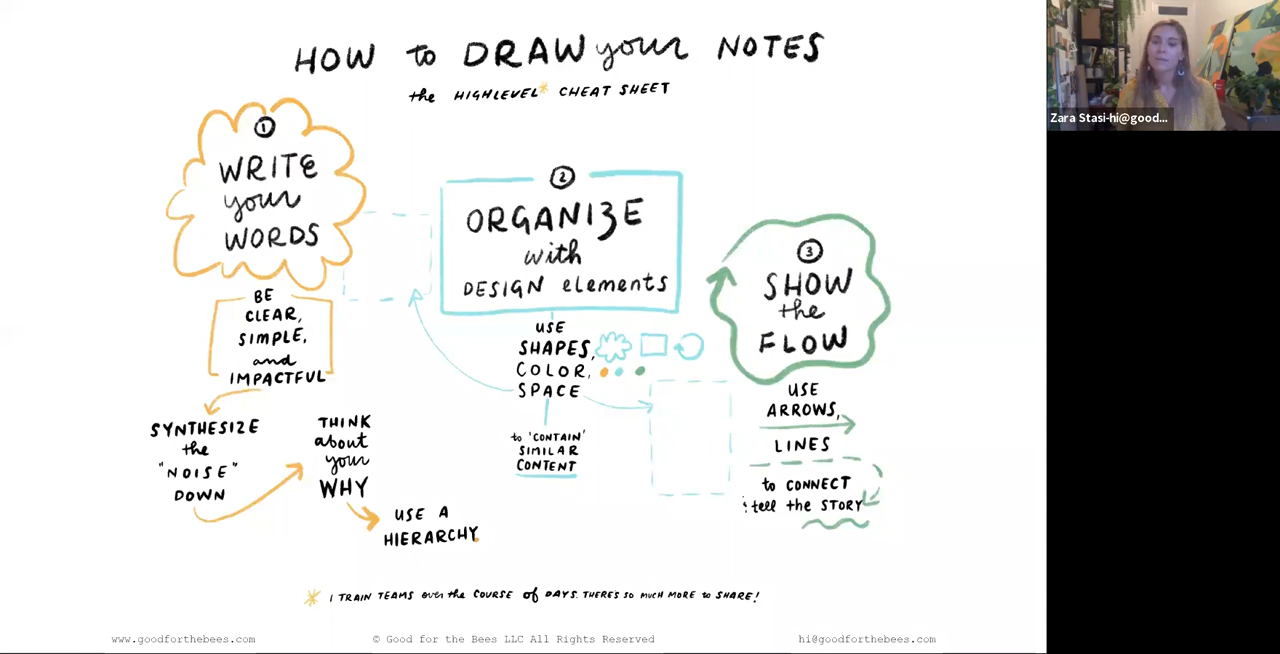 HOW to DRAW your NOTES
the HIGHLEVEL* CHEAT SHEET
Zara Stasi-hi@good...
1
WRITE
your
WORDS
BE
CLEAR,
SIMPLE,
and
IMPACTFUL
SYNTHESIZE
the
"NOISE"
DOWN
THINK
about
your
WHY
USE A
HIERARCHY.
2
ORGANIZE
with
DESIGN elements
USE
SHAPES,
COLOR,
SPACE
to 'CONTAIN'
SIMILAR
CONTENT
3
SHOW
the
FLOW
USE
ARROWS,
LINES
to CONNECT
: tell the STORY
* I TRAIN TEAMS over the COURSE of DAYS. THERES SO MUCH MORE to SHARE!
www.goodforthebees.com
© Good for the Bees LLC All Rights Reserved
hi@goodforthebees.com